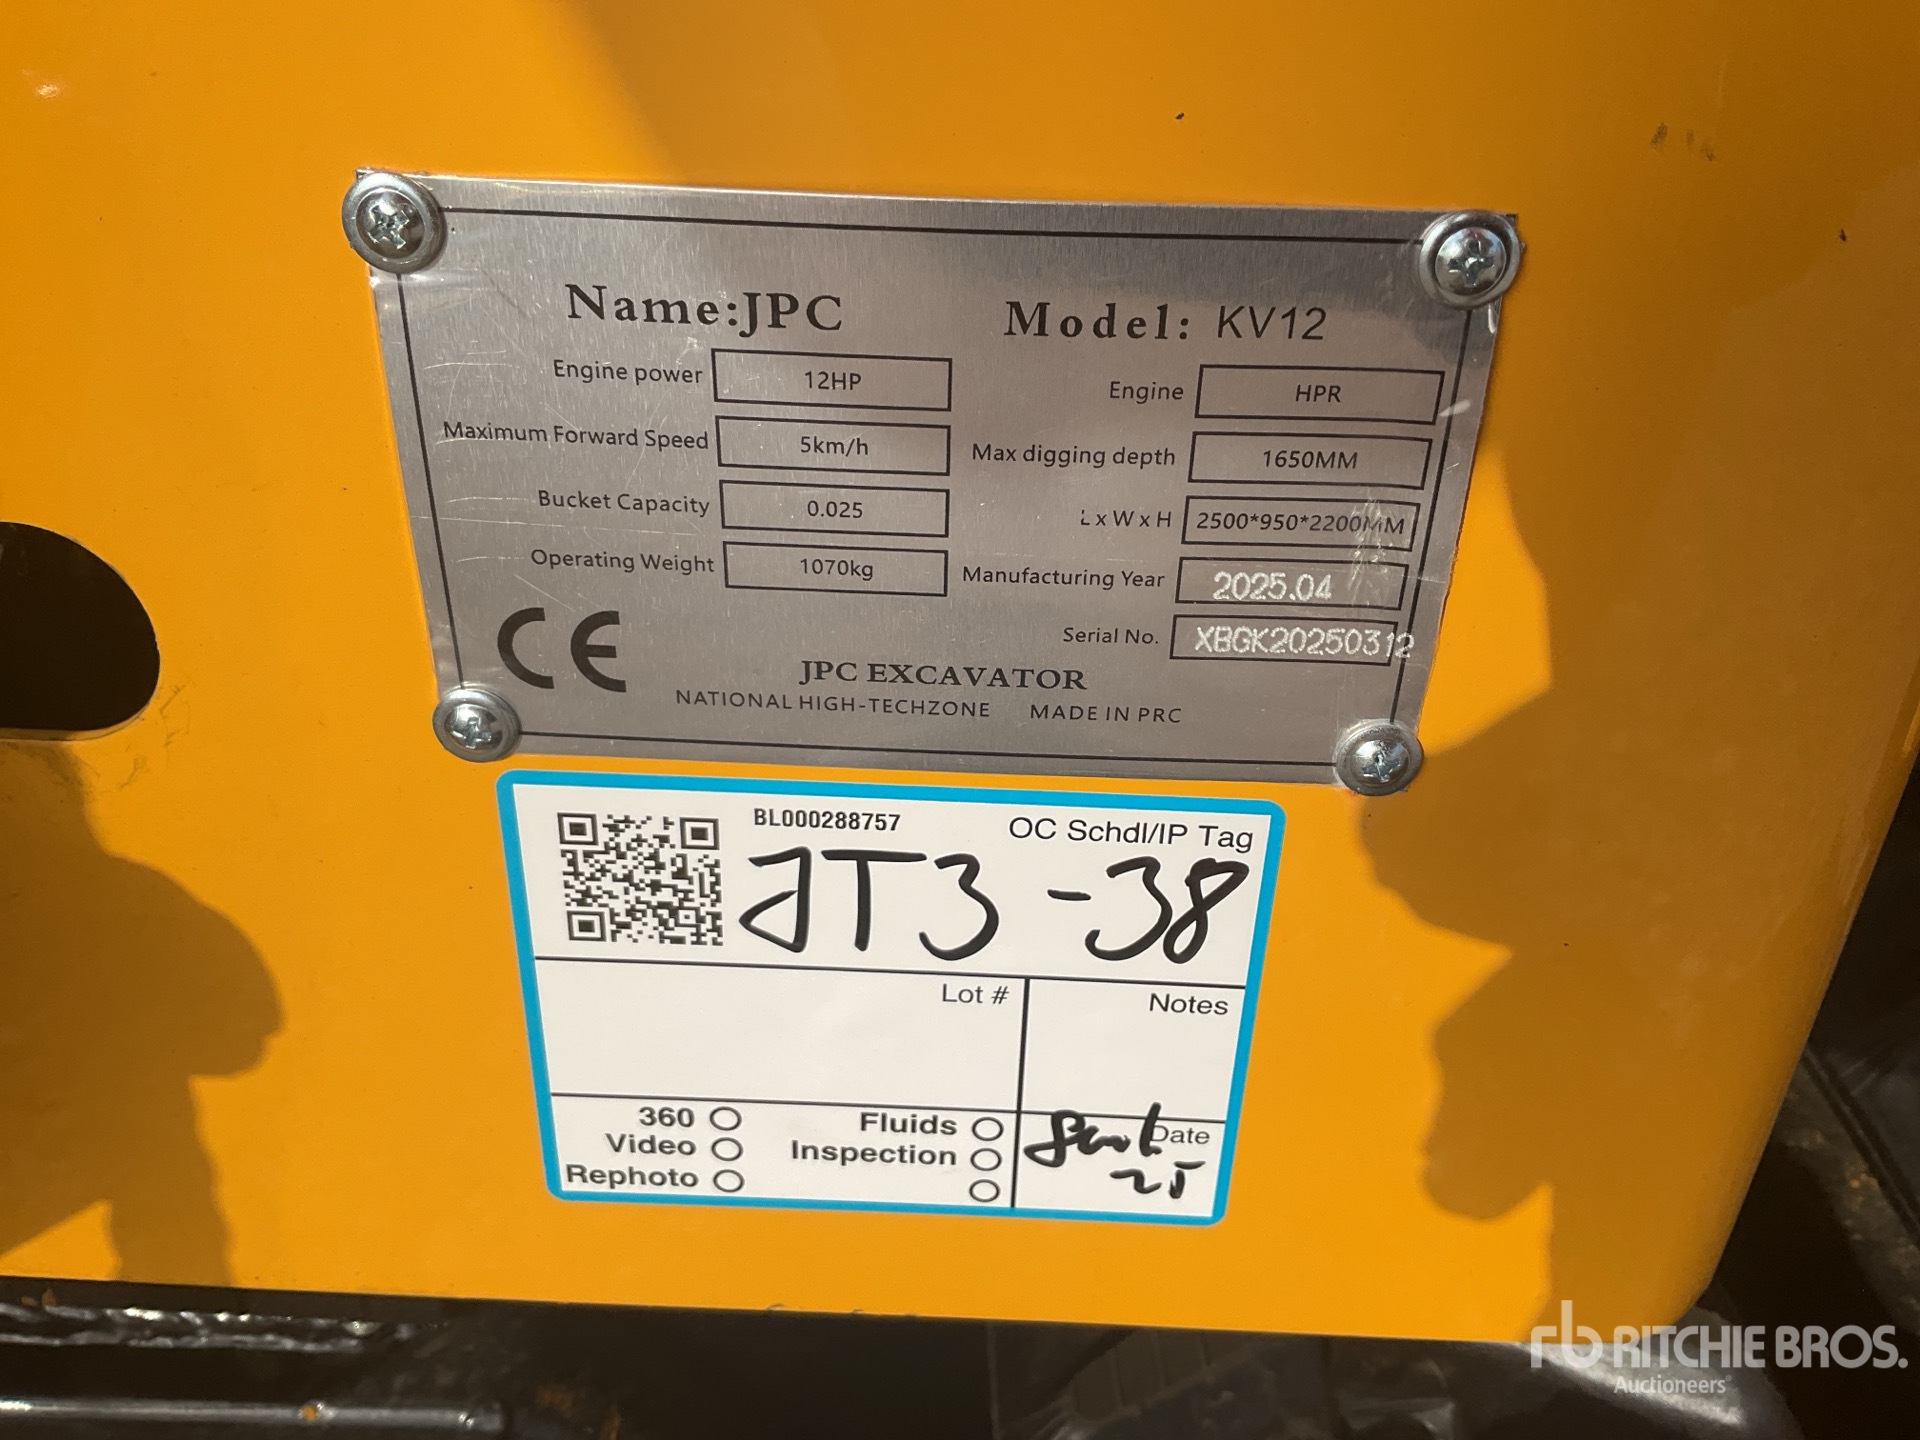 Name:JPC Model: KV12
Engine power 12HP Engine HPR
Maximum Forward Speed 5km/h Max digging depth 1650MM
Bucket Capacity 0.025 L x W x H 2500*950*2200MM
Operating Weight 1070kg Manufacturing Year 2025.04
Serial No. XBGK20250312
CE
JPC EXCAVATOR
NATIONAL HIGH-TECHZONE MADE IN PRC
BL000288757 OC Schdl/IP Tag
JT3-38
Lot # Notes
360 Fluids Date
Video Inspection
25
Rephoto
rb RITCHIE BROS.
Auctioneers